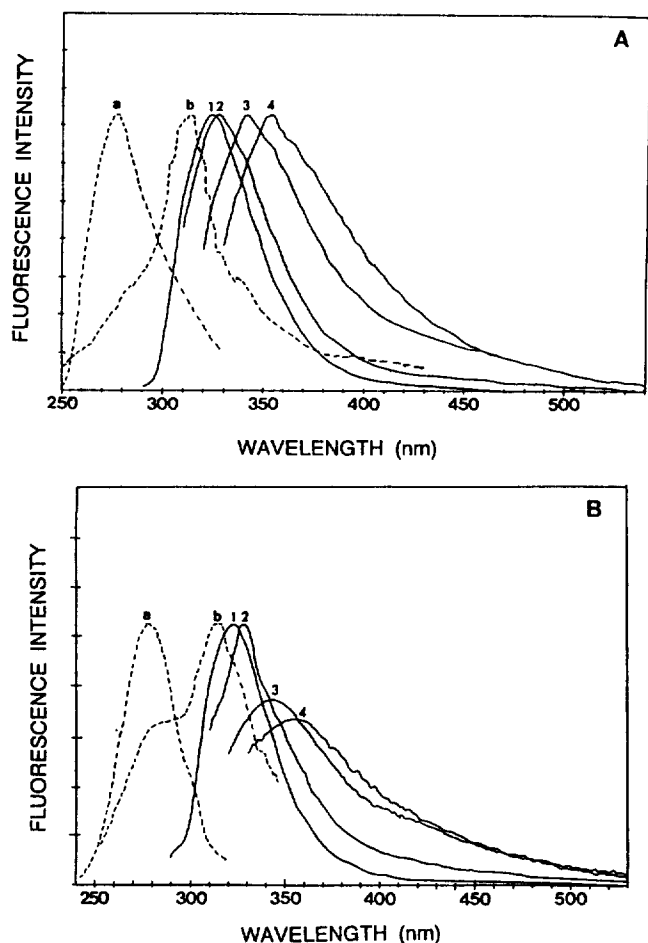 A
a b 1 2 3 4
FLUORESCENCE INTENSITY
250 300 350 400 450 500
WAVELENGTH (nm)
B
a b 1 2
3
4
FLUORESCENCE INTENSITY
250 300 350 400 450 500
WAVELENGTH (nm)